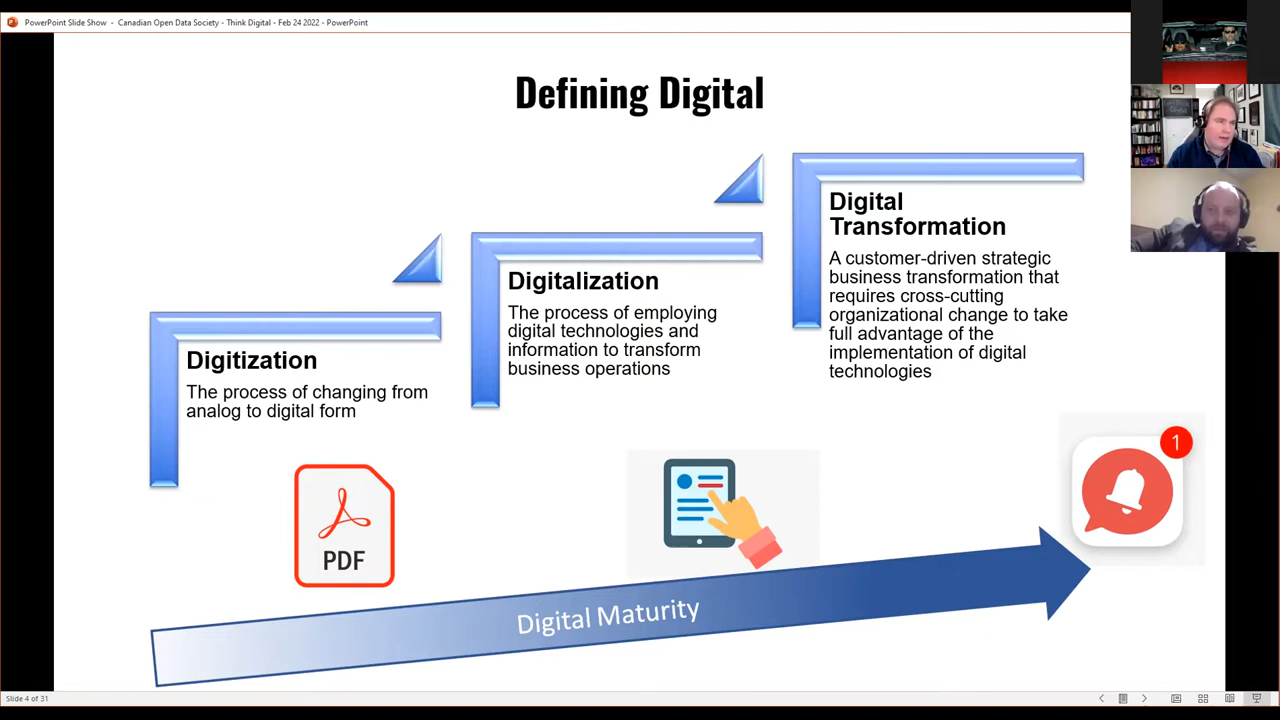 PowerPoint Slide Show - Canadian Open Data Society - Think Digital - Feb 24 2022 - PowerPoint
Defining Digital
Digitization
The process of changing from
analog to digital form
Digitalization
The process of employing
digital technologies and
information to transform
business operations
Digital
Transformation
A customer-driven strategic
business transformation that
requires cross-cutting
organizational change to take
full advantage of the
implementation of digital
technologies
PDF
1
Digital Maturity
Slide 4 of 31